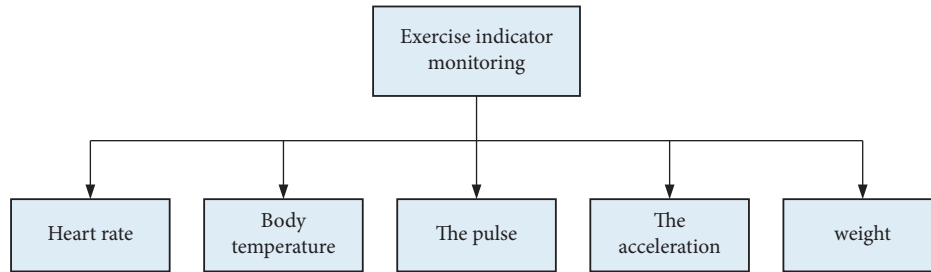 Exercise indicator
monitoring
Heart rate
Body
temperature
The pulse
The
acceleration
weight